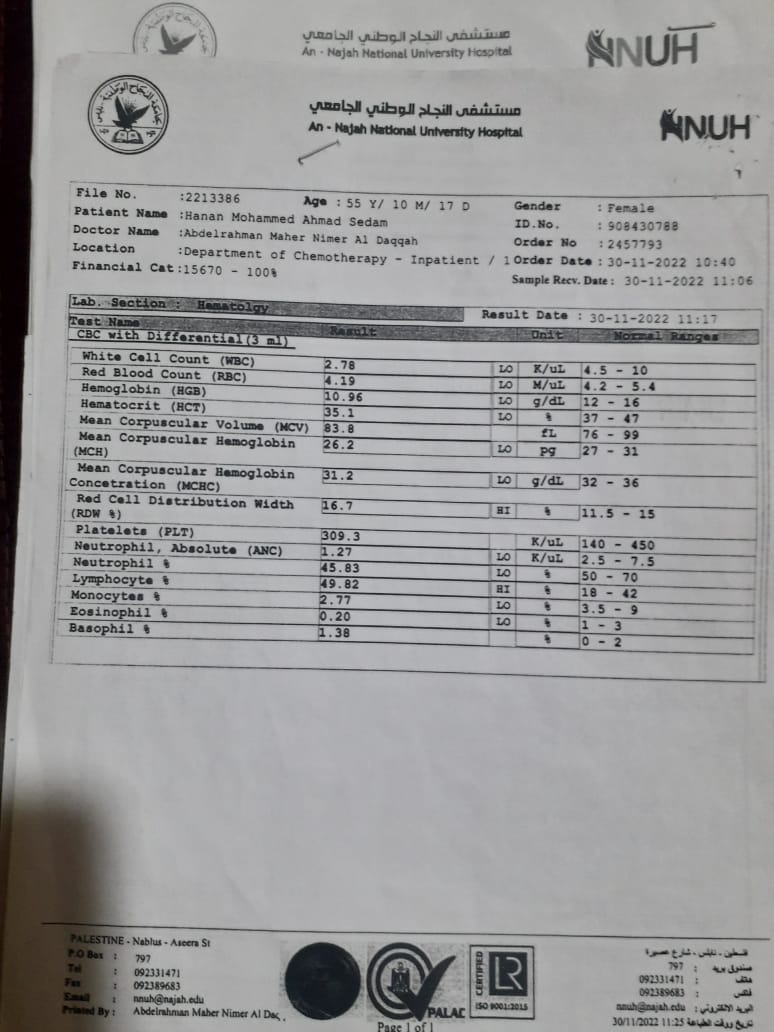 مستشفى النجاح الوطني الجامعي
An - Najah National University Hospital
NNUH
مستشفى النجاح الوطني الجامعي
An - Najah National University Hospital
NNUH
File No. :2213386 Age : 55 Y/ 10 M/ 17 D Gender : Female
Patient Name :Hanan Mohammed Ahmad Sedam ID.No. : 908430788
Doctor Name :Abdelrahman Maher Nimer Al Daqqah Order No : 2457793
Location :Department of Chemotherapy - Inpatient / 1 Order Date : 30-11-2022 10:40
Financial Cat :15670 - 100% Sample Recv. Date : 30-11-2022 11:06
Lab. Section : Hematolgy Result Date : 30-11-2022 11:17
Test Name Result Unit Normal Ranges
CBC with Differential(3 ml)
White Cell Count (WBC) 2.78 LO K/uL 4.5 - 10
Red Blood Count (RBC) 4.19 LO M/uL 4.2 - 5.4
Hemoglobin (HGB) 10.96 LO g/dL 12 - 16
Hematocrit (HCT) 35.1 LO % 37 - 47
Mean Corpuscular Volume (MCV) 83.8 fL 76 - 99
Mean Corpuscular Hemoglobin 26.2 LO pg 27 - 31
(MCH)
Mean Corpuscular Hemoglobin 31.2 LO g/dL 32 - 36
Concetration (MCHC)
Red Cell Distribution Width 16.7 HI % 11.5 - 15
(RDW %)
Platelets (PLT) 309.3 K/uL 140 - 450
Neutrophil, Absolute (ANC) 1.27 LO K/uL 2.5 - 7.5
Neutrophil % 45.83 LO % 50 - 70
Lymphocyte % 49.82 HI % 18 - 42
Monocytes % 2.77 LO % 3.5 - 9
Eosinophil % 0.20 LO % 1 - 3
Basophil % 1.38 % 0 - 2
PALESTINE - Nablus - Aseera St
P.O Box : 797
Tel : 092331471
Fax : 092389683
Email : nnuh@najah.edu
Printed By : Abdelrahman Maher Nimer Al Daq
PALAC
CERTIFIED
LR
ISO 9001:2015
Page 1 of 1
فلسطين - نابلس - شارع عصيرة
صندوق بريد : 797
هاتف : 092331471
فاكس : 092389683
البريد الالكتروني : nnuh@najah.edu
تاريخ ووقت الطباعة 30/11/2022 11:25